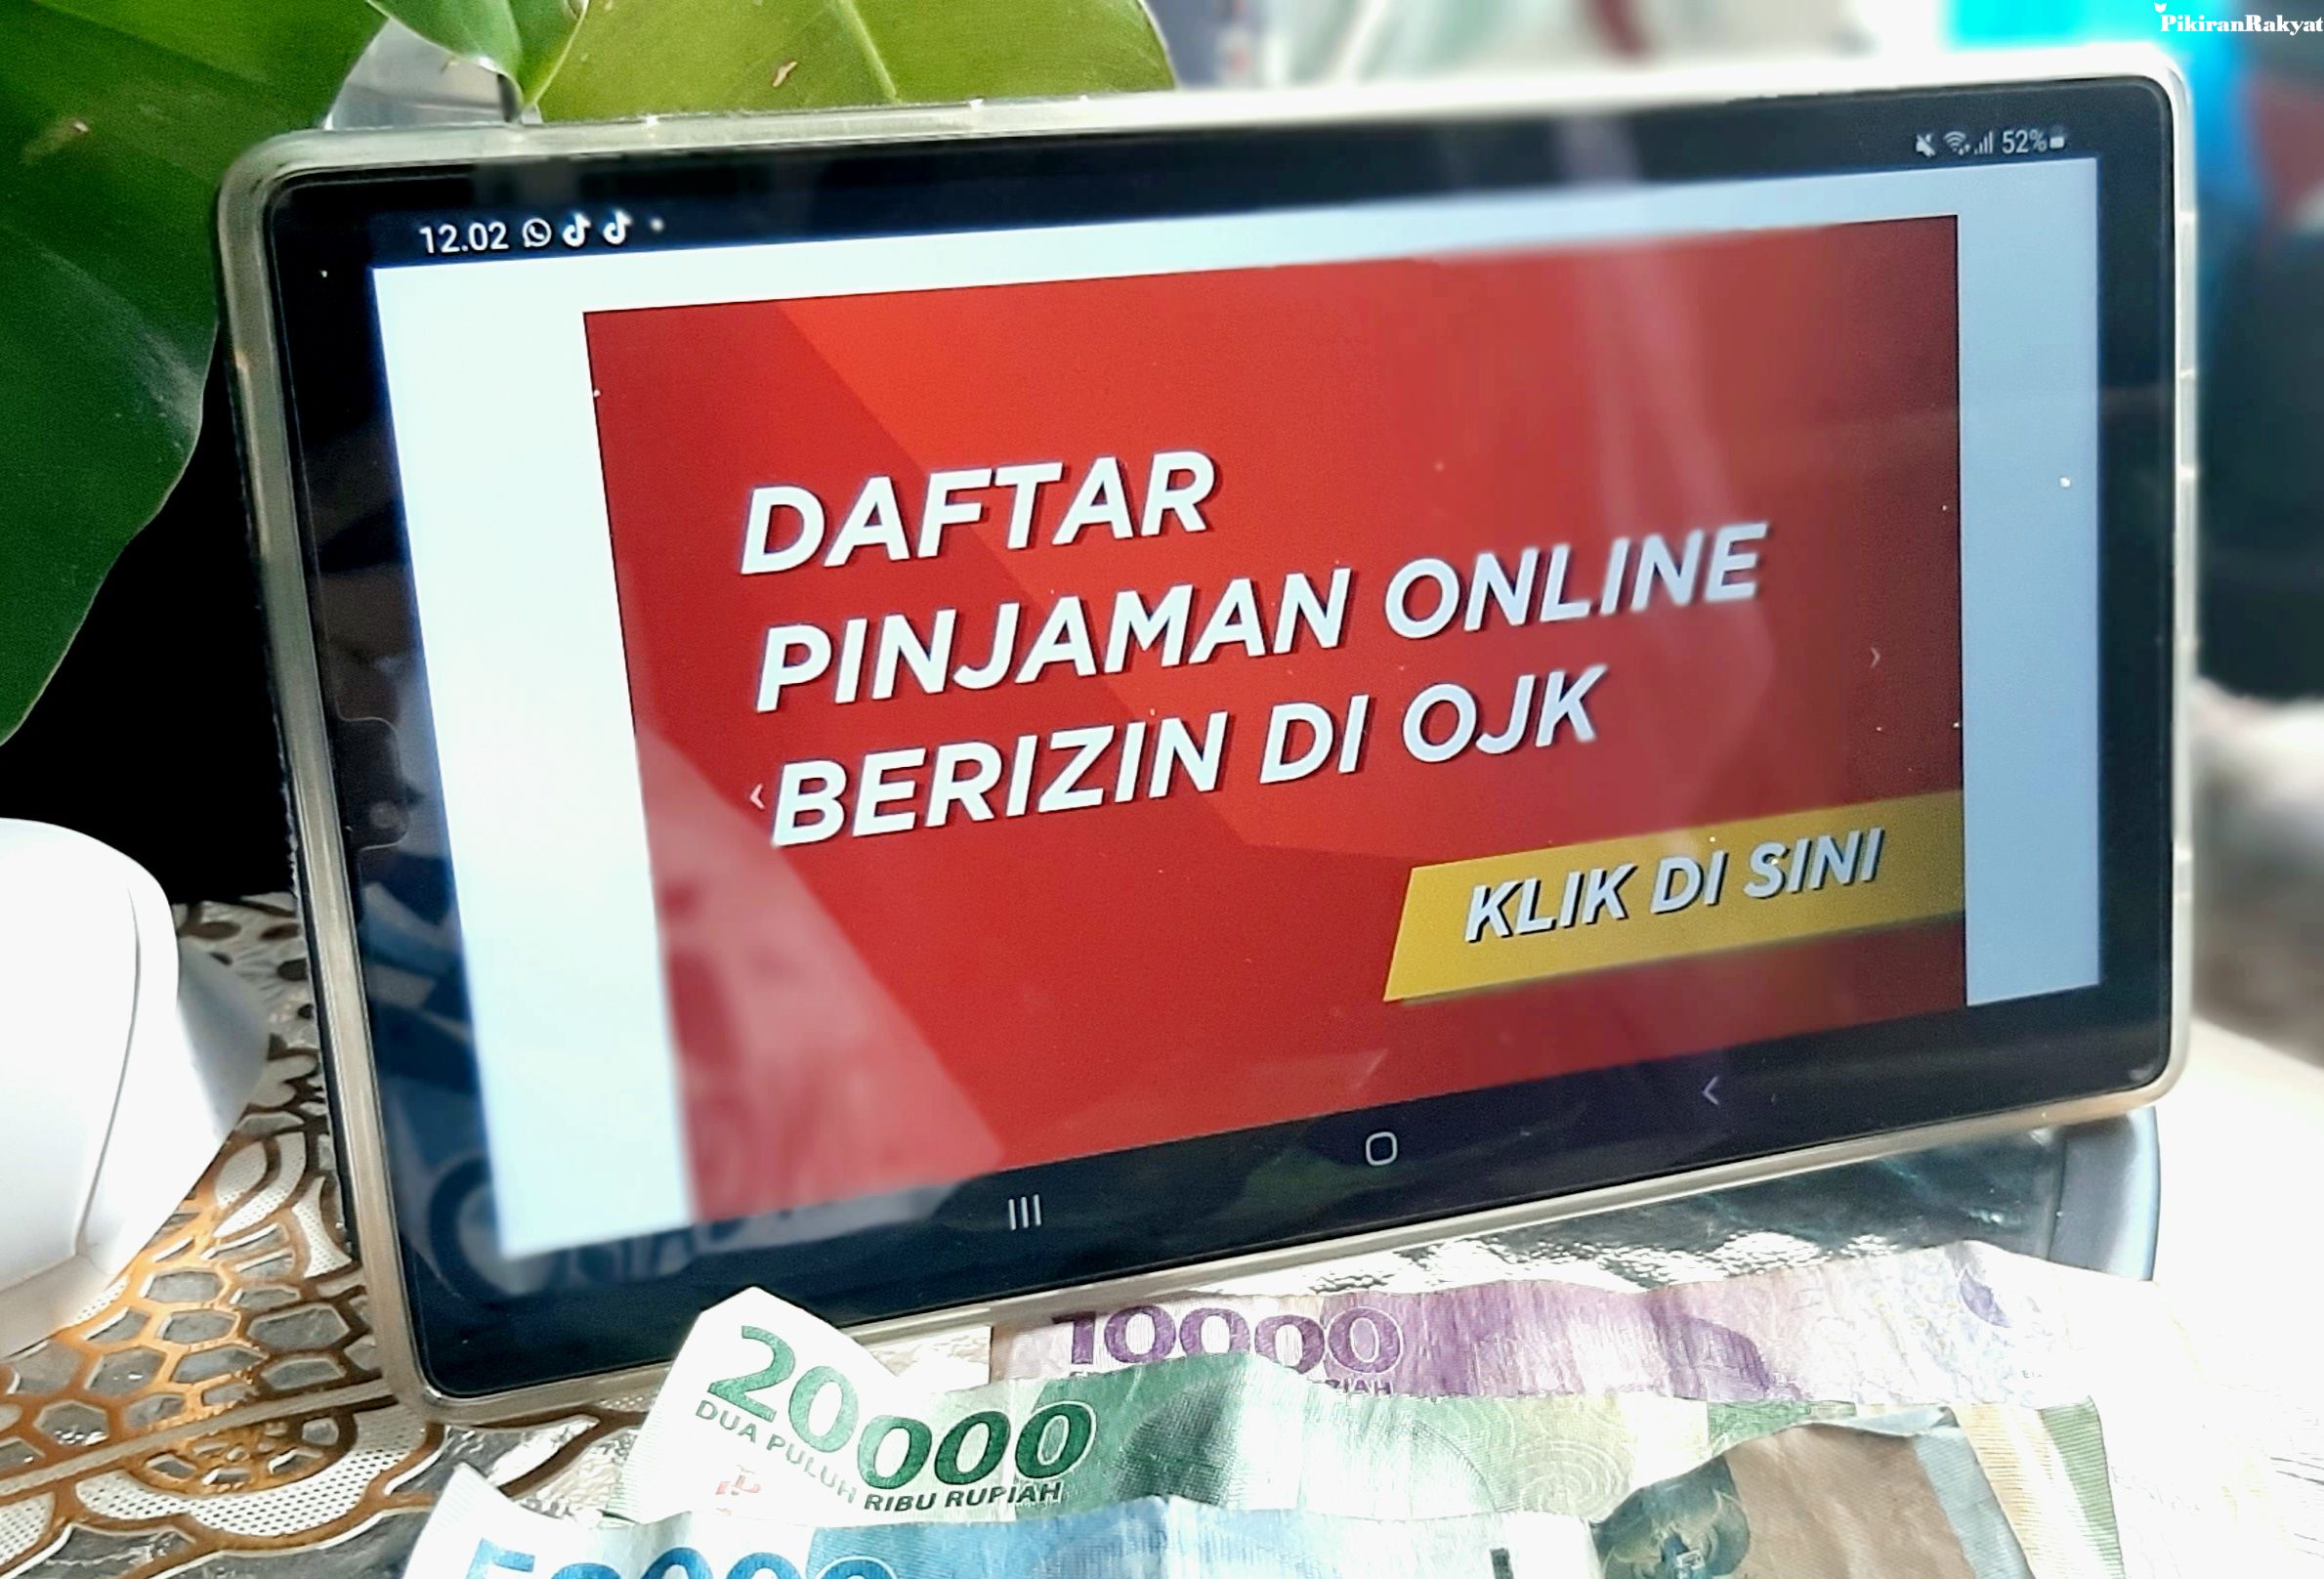 PikiranRakyat
12.02
52%
DAFTAR
PINJAMAN ONLINE
BERIZIN DI OJK
KLIK DI SINI
10000
20000
DUA PULUH RIBU RUPIAH